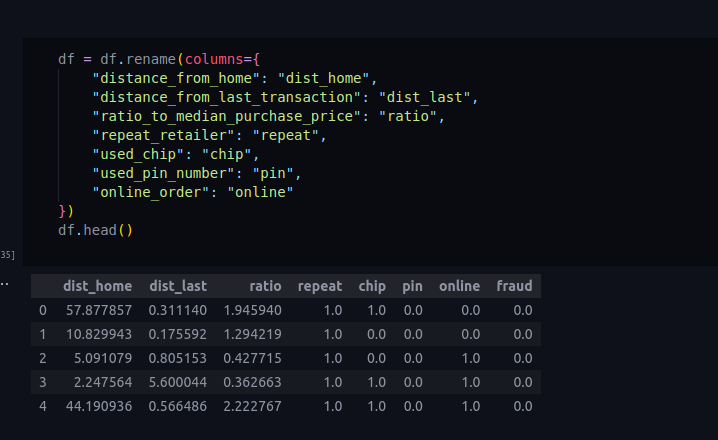 df = df.rename(columns={
"distance_from_home": "dist_home",
"distance_from_last_transaction": "dist_last",
"ratio_to_median_purchase_price": "ratio",
"repeat_retailer": "repeat",
"used_chip": "chip",
"used_pin_number": "pin",
"online_order": "online"
})
df.head()
35]
..
dist_home dist_last ratio repeat chip pin online fraud
0 57.877857 0.311140 1.945940 1.0 1.0 0.0 0.0 0.0
1 10.829943 0.175592 1.294219 1.0 0.0 0.0 0.0 0.0
2 5.091079 0.805153 0.427715 1.0 0.0 0.0 1.0 0.0
3 2.247564 5.600044 0.362663 1.0 1.0 0.0 1.0 0.0
4 44.190936 0.566486 2.222767 1.0 1.0 0.0 1.0 0.0